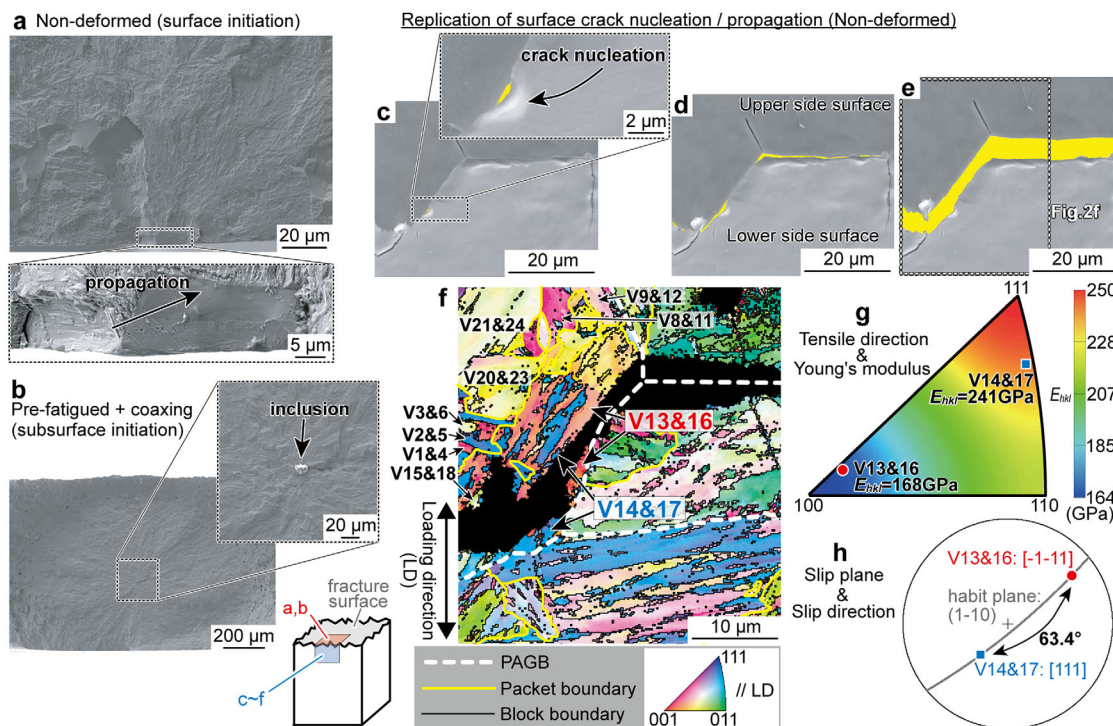 a Non-deformed (surface initiation)
20 μm
propagation
5 μm
b
Pre-fatigued + coaxing
(subsurface initiation)
inclusion
20 μm
200 μm
fracture
surface
a,b
c~f
Replication of surface crack nucleation / propagation (Non-deformed)
crack nucleation
2 μm
c
20 μm
d
Upper side surface
Lower side surface
20 μm
e
Fig.2f
20 μm
f
V9&12
V8&11
V21&24
V20&23
V3&6
V2&5
V1&4
V15&18
V13&16
V14&17
Loading direction
(LD)
10 μm
PAGB
Packet boundary
Block boundary
111
// LD
001
011
g
Tensile direction
&
Young's modulus
111
V14&17
Ehkl=241GPa
V13&16
Ehkl=168GPa
100
110
250
228
207
185
164
(GPa)
Ehkl
h
Slip plane
&
Slip direction
V13&16: [-1-11]
habit plane:
(1-10)
63.4°
V14&17: [111]